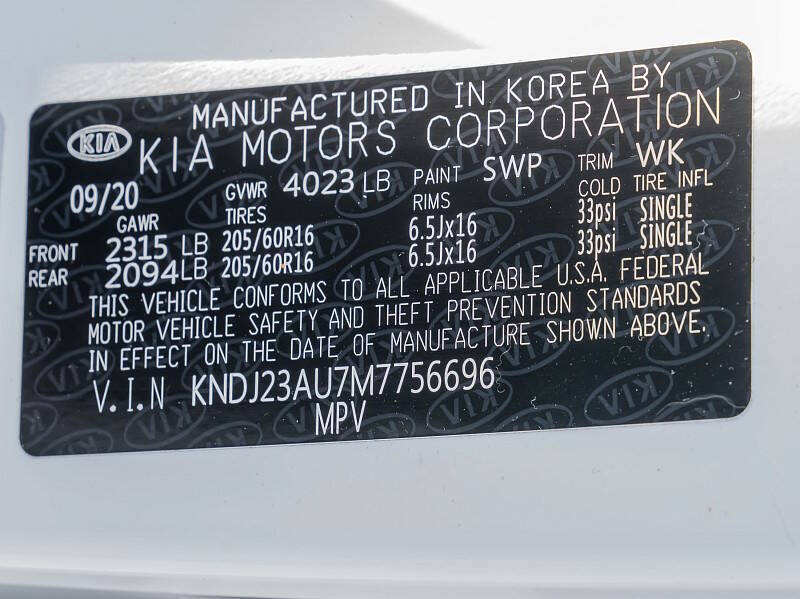 MANUFACTURED IN KOREA BY
KIA KIA MOTORS CORPORATION
09/20 GVWR 4023 LB PAINT SWP TRIM WK
GAWR TIRES RIMS COLD TIRE INFL
FRONT 2315 LB 205/60R16 6.5Jx16 33psi SINGLE
REAR 2094 LB 205/60R16 6.5Jx16 33psi SINGLE
THIS VEHICLE CONFORMS TO ALL APPLICABLE U.S.A. FEDERAL
MOTOR VEHICLE SAFETY AND THEFT PREVENTION STANDARDS
IN EFFECT ON THE DATE OF MANUFACTURE SHOWN ABOVE.
V.I.N KNDJ23AU7M7756696
MPV